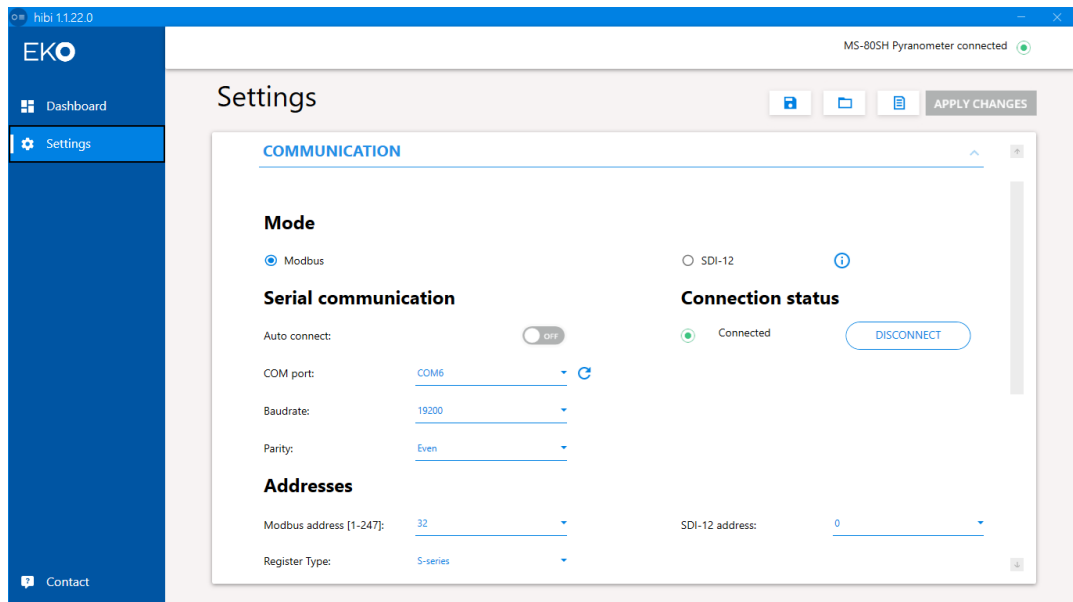 hibi 1.1.22.0
EKO
MS-80SH Pyranometer connected
Dashboard
Settings
Contact
Settings
APPLY CHANGES
COMMUNICATION
Mode
Modbus
SDI-12
Serial communication
Connection status
Auto connect: OFF
Connected DISCONNECT
COM port: COM6
Baudrate: 19200
Parity: Even
Addresses
Modbus address [1-247]: 32
SDI-12 address: 0
Register Type: S-series